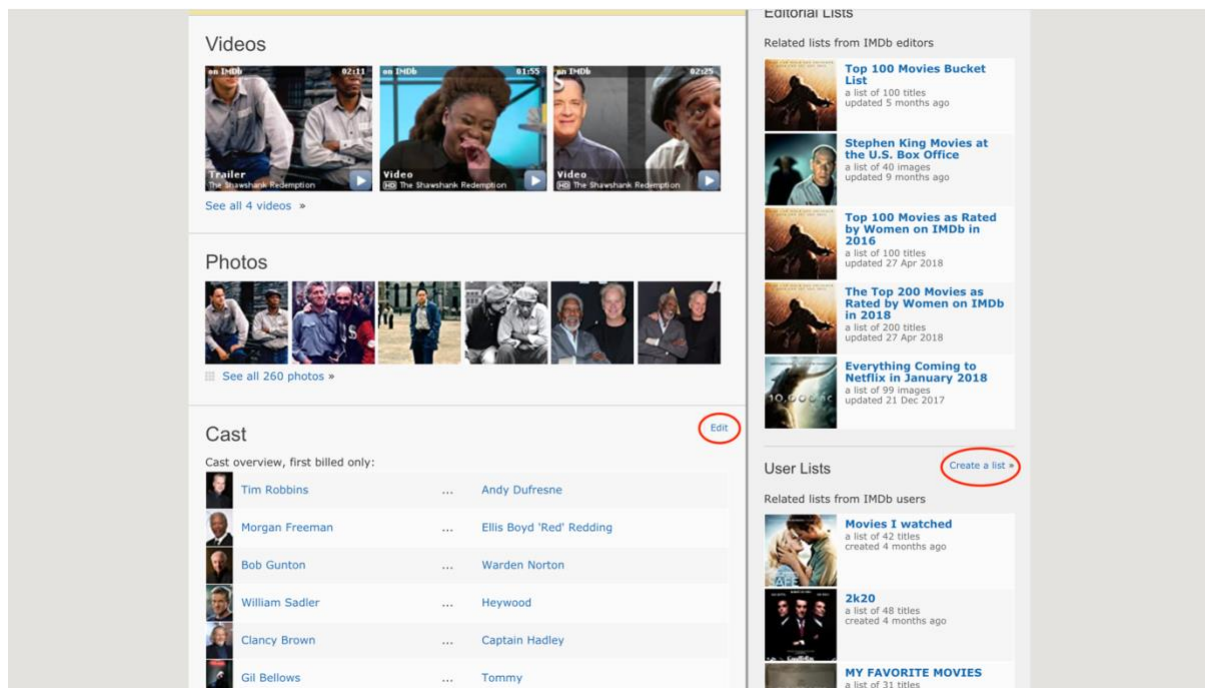 Videos
on IMDb 02:11
Trailer
The Shawshank Redemption
on IMDb 01:55
Video
HD The Shawshank Redemption
on IMDb 02:25
Video
HD The Shawshank Redemption
See all 4 videos »
Photos
See all 260 photos »
Cast
Edit
Cast overview, first billed only:
Tim Robbins ... Andy Dufresne
Morgan Freeman ... Ellis Boyd 'Red' Redding
Bob Gunton ... Warden Norton
William Sadler ... Heywood
Clancy Brown ... Captain Hadley
Gil Bellows ... Tommy
Editorial Lists
Related lists from IMDb editors
Top 100 Movies Bucket
List
a list of 100 titles
updated 5 months ago
Stephen King Movies at
the U.S. Box Office
a list of 40 images
updated 9 months ago
Top 100 Movies as Rated
by Women on IMDb in
2016
a list of 100 titles
updated 27 Apr 2018
The Top 200 Movies as
Rated by Women on IMDb
in 2018
a list of 200 titles
updated 27 Apr 2018
Everything Coming to
Netflix in January 2018
a list of 99 images
updated 21 Dec 2017
10,000 BC
User Lists
Create a list »
Related lists from IMDb users
Movies I watched
a list of 42 titles
created 4 months ago
2k20
a list of 48 titles
created 4 months ago
MY FAVORITE MOVIES
a list of 31 titles